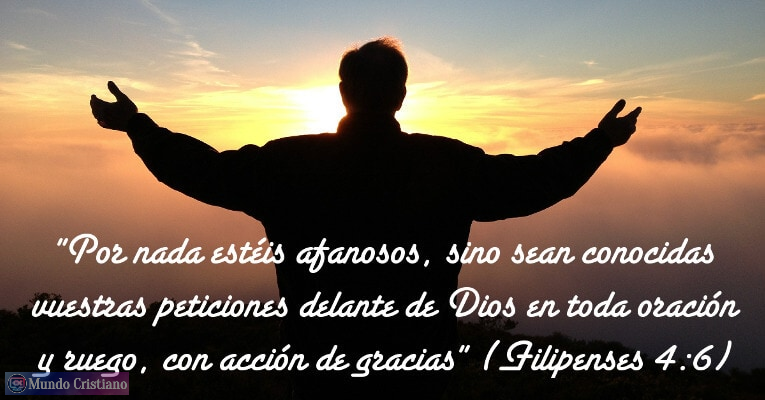 "Por nada estéis afanosos, sino sean conocidas
vuestras peticiones delante de Dios en toda oración
y ruego, con acción de gracias" (Filipenses 4:6)
Mundo Cristiano